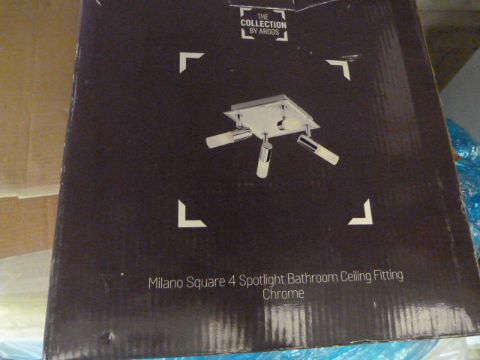 THE
COLLECTION
BY ARGOS
Milano Square 4 Spotlight Bathroom Ceiling Fitting
Chrome